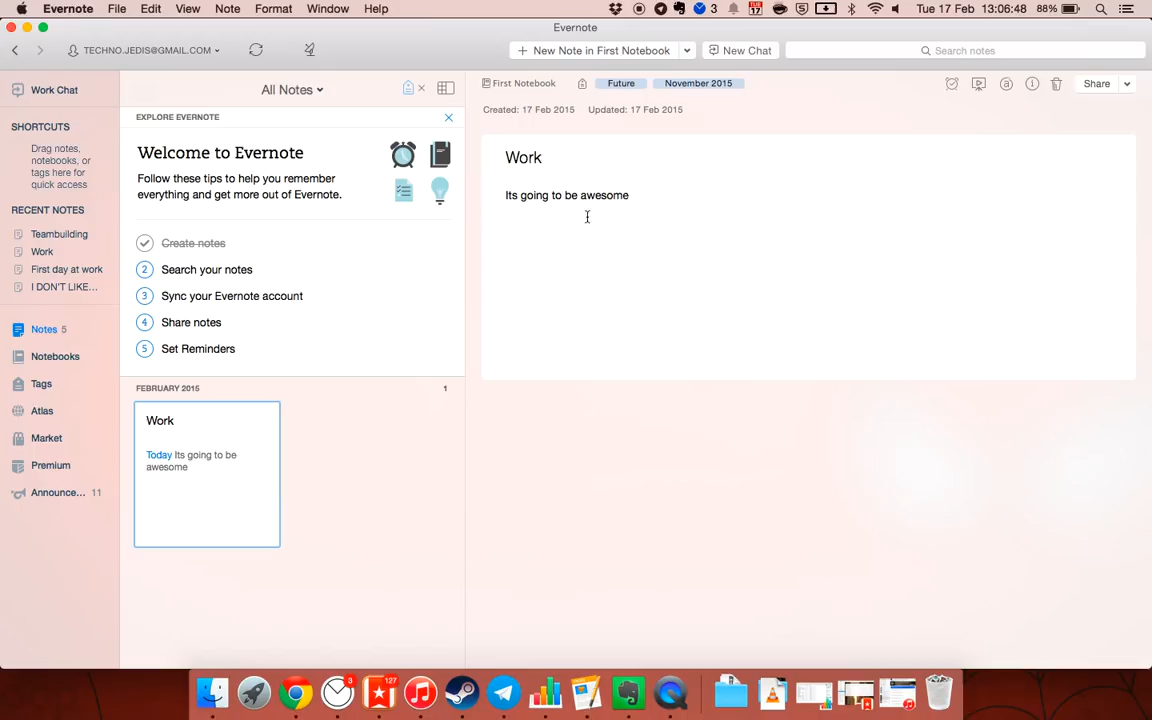 Evernote File Edit View Note Format Window Help
3 17 5 Tue 17 Feb 13:06:48 88%
Evernote
TECHNO.JEDIS@GMAIL.COM
New Note in First Notebook
New Chat
Search notes
Work Chat
SHORTCUTS
Drag notes,
notebooks, or
tags here for
quick access
RECENT NOTES
Teambuilding
Work
First day at work
I DON'T LIKE...
Notes 5
Notebooks
Tags
Atlas
Market
Premium
Announce... 11
All Notes
EXPLORE EVERNOTE
Welcome to Evernote
Follow these tips to help you remember
everything and get more out of Evernote.
Create notes
2 Search your notes
3 Sync your Evernote account
4 Share notes
5 Set Reminders
FEBRUARY 2015 1
Work
Today Its going to be
awesome
First Notebook Future November 2015
Share
Created: 17 Feb 2015 Updated: 17 Feb 2015
Work
Its going to be awesome
3
127